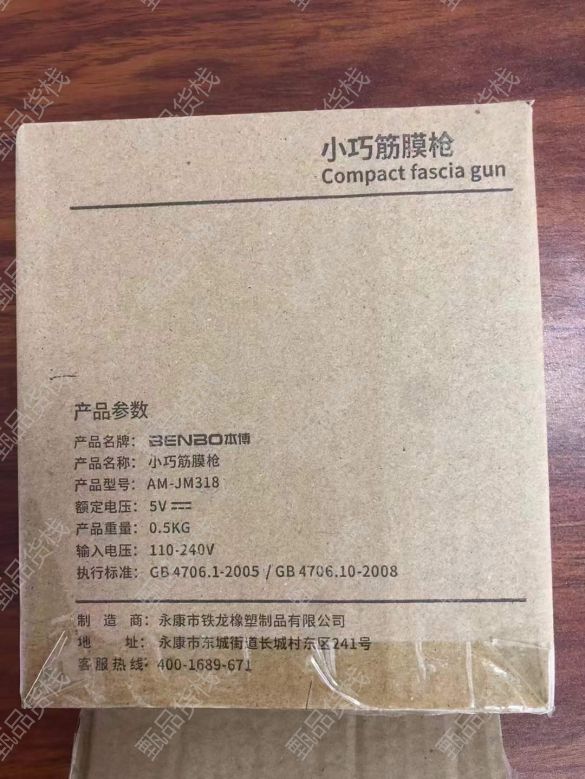 小巧筋膜枪
Compact fascia gun
产品参数
产品名牌： BENBO本博
产品名称： 小巧筋膜枪
产品型号： AM-JM318
额定电压： 5V
产品重量： 0.5KG
输入电压： 110-240V
执行标准： GB 4706.1-2005 / GB 4706.10-2008
制 造 商： 永康市铁龙橡塑制品有限公司
地 址： 永康市东城街道长城村东区241号
客服热线： 400-1689-671
甄品货栈